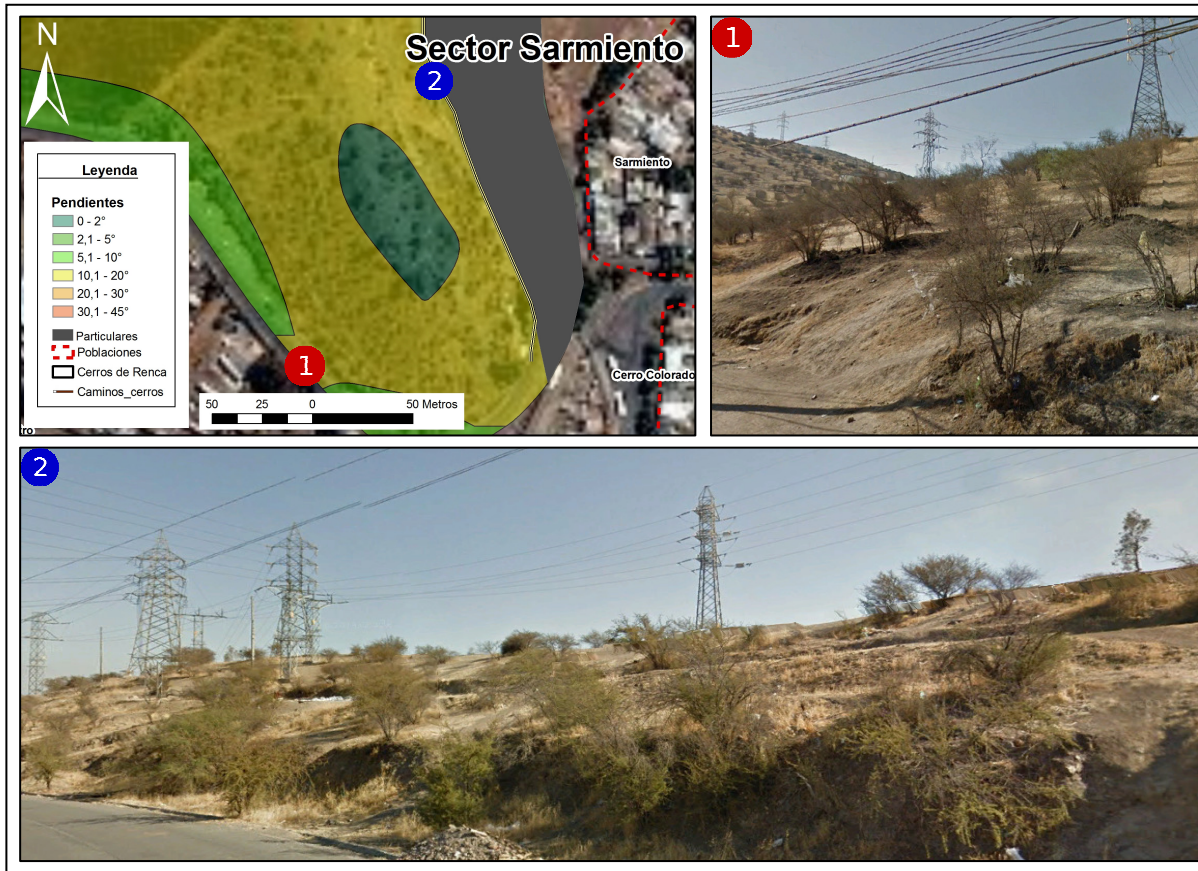 N
Sector Sarmiento
2
1
Sarmiento
Leyenda
Pendientes
0 - 2°
2,1 - 5°
5,1 - 10°
10,1 - 20°
20,1 - 30°
30,1 - 45°
Particulares
Poblaciones
Cerros de Renca
Caminos_cerros
1
Cerro Colorado
50 25 0 50 Metros
ro
2